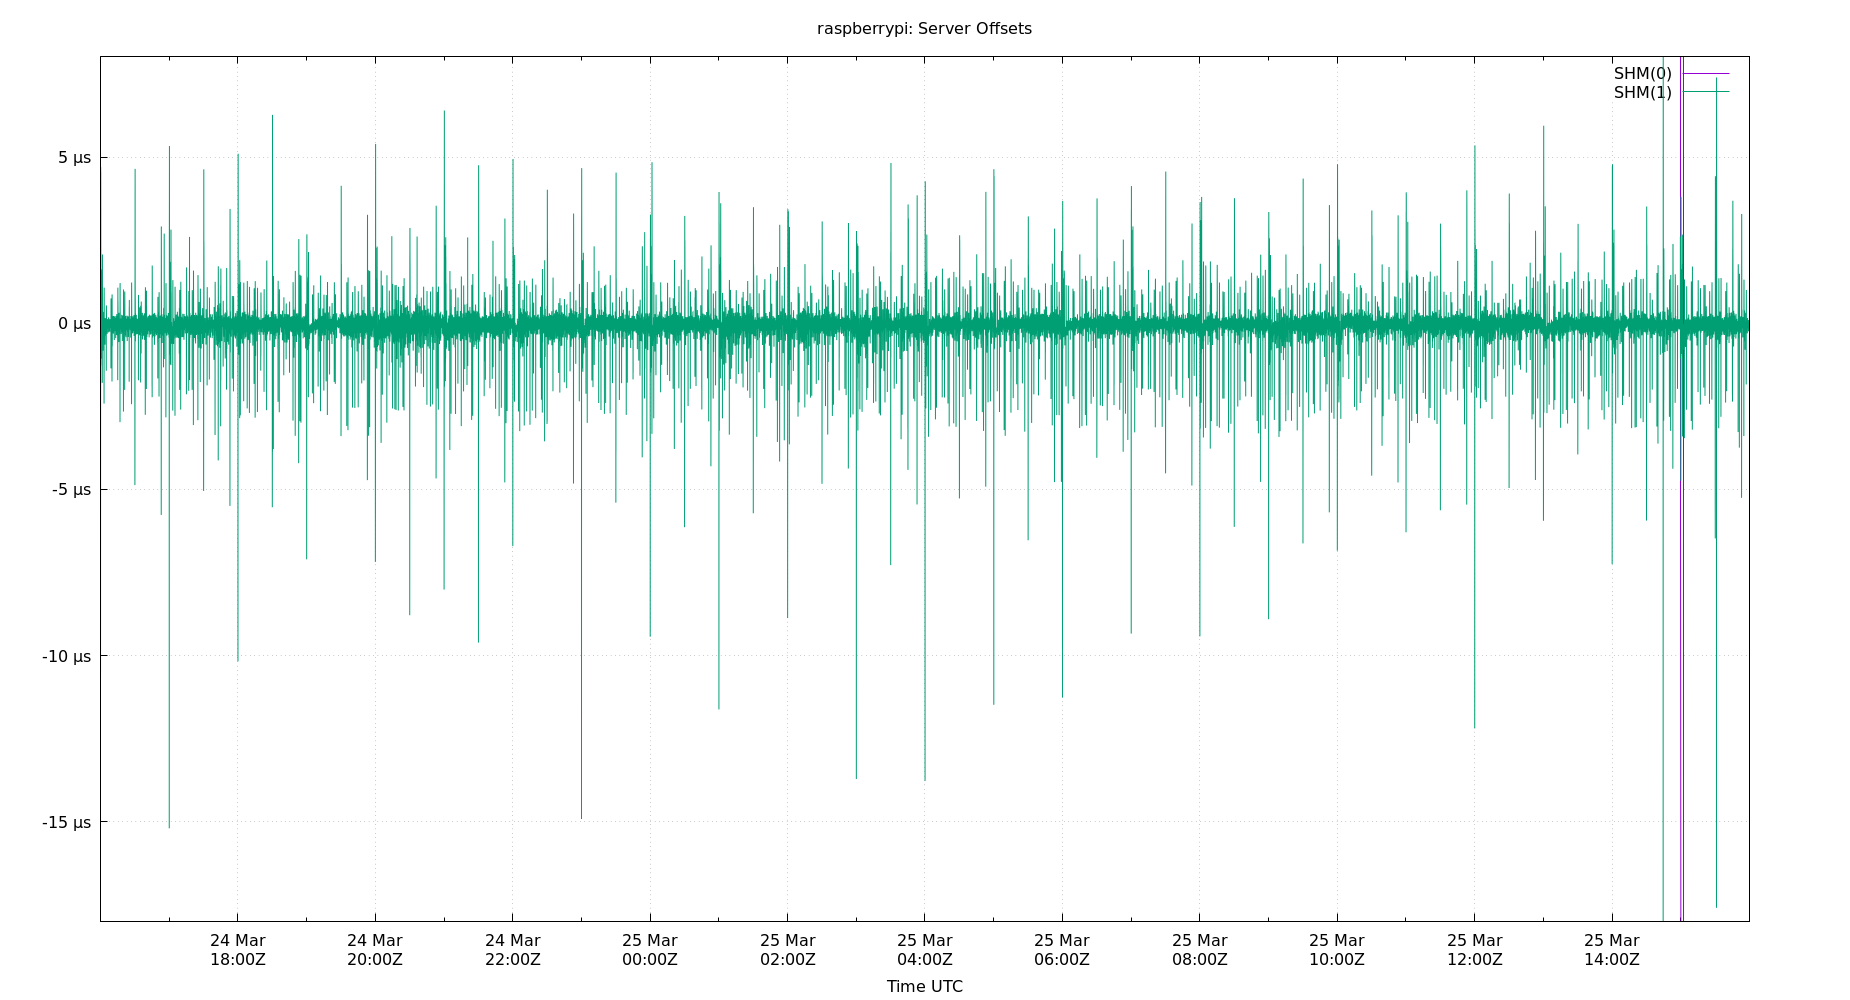 raspberrypi: Server Offsets
SHM(0)
SHM(1)
5 µs
0 µs
-5 µs
-10 µs
-15 µs
24 Mar 24 Mar 24 Mar 25 Mar 25 Mar 25 Mar 25 Mar 25 Mar 25 Mar 25 Mar 25 Mar
18:00Z 20:00Z 22:00Z 00:00Z 02:00Z 04:00Z 06:00Z 08:00Z 10:00Z 12:00Z 14:00Z
Time UTC